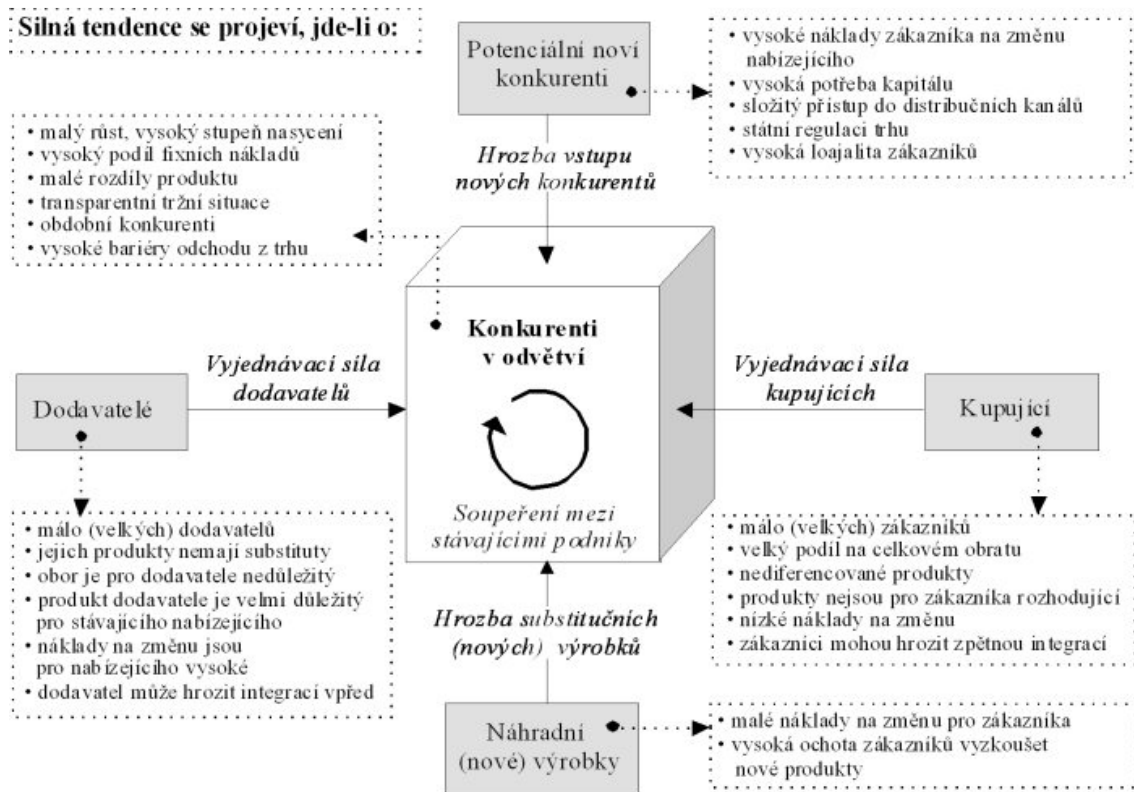 Silná tendence se projeví, jde-li o:
Potenciální noví
konkurenti
• vysoké náklady zákazníka na změnu
nabízejícího
• vysoká potřeba kapitálu
• složitý přístup do distribučních kanálů
• státní regulaci trhu
• vysoká loajalita zákazníků
• malý růst, vysoký stupeň nasycení
• vysoký podíl fixních nákladů
• malé rozdíly produktu
• transparentní tržní situace
• obdobní konkurenti
• vysoké bariéry odchodu z trhu
Hrozba vstupu
nových konkurentů
Konkurenti
v odvětví
Soupeření mezi
stávajícími podniky
Vyjednávací síla
dodavatelů
Dodavatelé
Vyjednávací síla
kupujících
Kupující
• málo (velkých) dodavatelů
• jejich produkty nemají substituty
• obor je pro dodavatele nedůležitý
• produkt dodavatele je velmi důležitý
pro stávajícího nabízejícího
• náklady na změnu jsou
pro nabízejícího vysoké
• dodavatel může hrozit integrací vpřed
Hrozba substitučních
(nových) výrobků
• málo (velkých) zákazníků
• velký podíl na celkovém obratu
• nediferencované produkty
• produkty nejsou pro zákazníka rozhodující
• nízké náklady na změnu
• zákazníci mohou hrozit zpětnou integrací
Náhradní
(nové) výrobky
• malé náklady na změnu pro zákazníka
• vysoká ochota zákazníků vyzkoušet
nové produkty